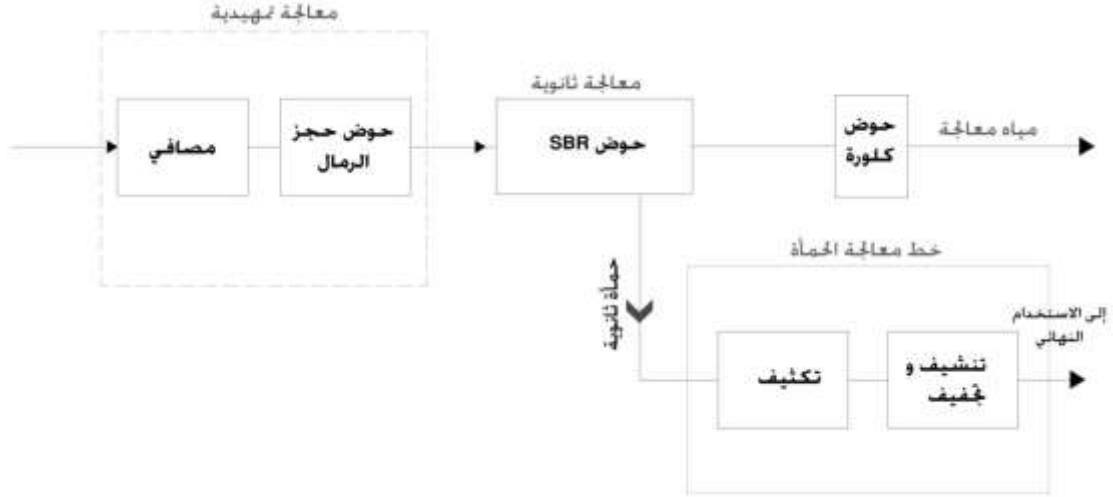 معالجة تمهيدية
مصافي
حوض حجز
الرمال
معالجة ثانوية
حوض SBR
حوض
كلورة
مياه معالجة
حمأة ثانوية
خط معالجة الحمأة
تكثيف
تنشيف و
تجفيف
إلى الاستخدام
النهائي